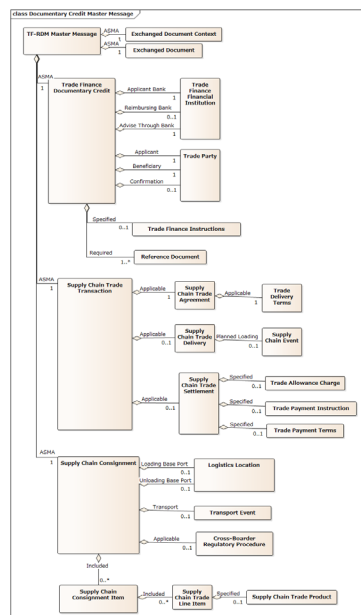 class Documentary Credit Master Message
TF-RDM Master Message
ASMA
1
Exchanged Document Context
ASMA
1
Exchanged Document
ASMA
1
Trade Finance
Documentary Credit
Applicant Bank
1
Reimbursing Bank
0..1
Advise Through Bank
1
Trade
Finance
Financial
Institution
Applicant
1
Beneficiary
1
Confirmation
0..1
Trade Party
Specified
0..1
Trade Finance Instructions
Required
1..*
Reference Document
ASMA
1
Supply Chain Trade
Transaction
Applicable
1
Supply
Chain Trade
Agreement
Applicable
1
Trade
Delivery
Terms
Applicable
0..1
Supply
Chain Trade
Delivery
Planned Loading
0..1
Supply
Chain Event
Applicable
0..1
Supply
Chain Trade
Settlement
Specified
0..1
Trade Allowance Charge
Specified
0..1
Trade Payment Instruction
Specified
0..1
Trade Payment Terms
ASMA
1
Supply Chain Consignment
Loading Base Port
0..1
Unloading Base Port
0..1
Logistics Location
Transport
0..1
Transport Event
Applicable
0..1
Cross-Boarder
Regulatory Procedure
Included
0..*
Supply Chain
Consignment Item
Included
0..*
Supply
Chain Trade
Line Item
Specified
0..1
Supply Chain Trade Product